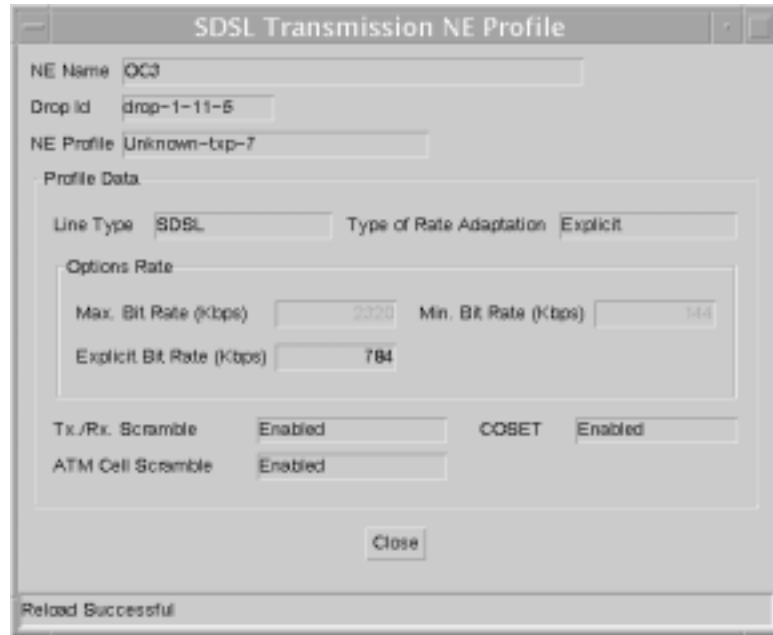 SDSL Transmission NE Profile
NE Name OC3
Drop Id drop-1-11-6
NE Profile Unknown-txp-7
Profile Data
Line Type SDSL Type of Rate Adaptation Explicit
Options Rate
Max. Bit Rate (Kbps) 2320 Min. Bit Rate (Kbps) 144
Explicit Bit Rate (Kbps) 784
Tx./Rx. Scramble Enabled COSET Enabled
ATM Cell Scramble Enabled
Close
Reload Successful